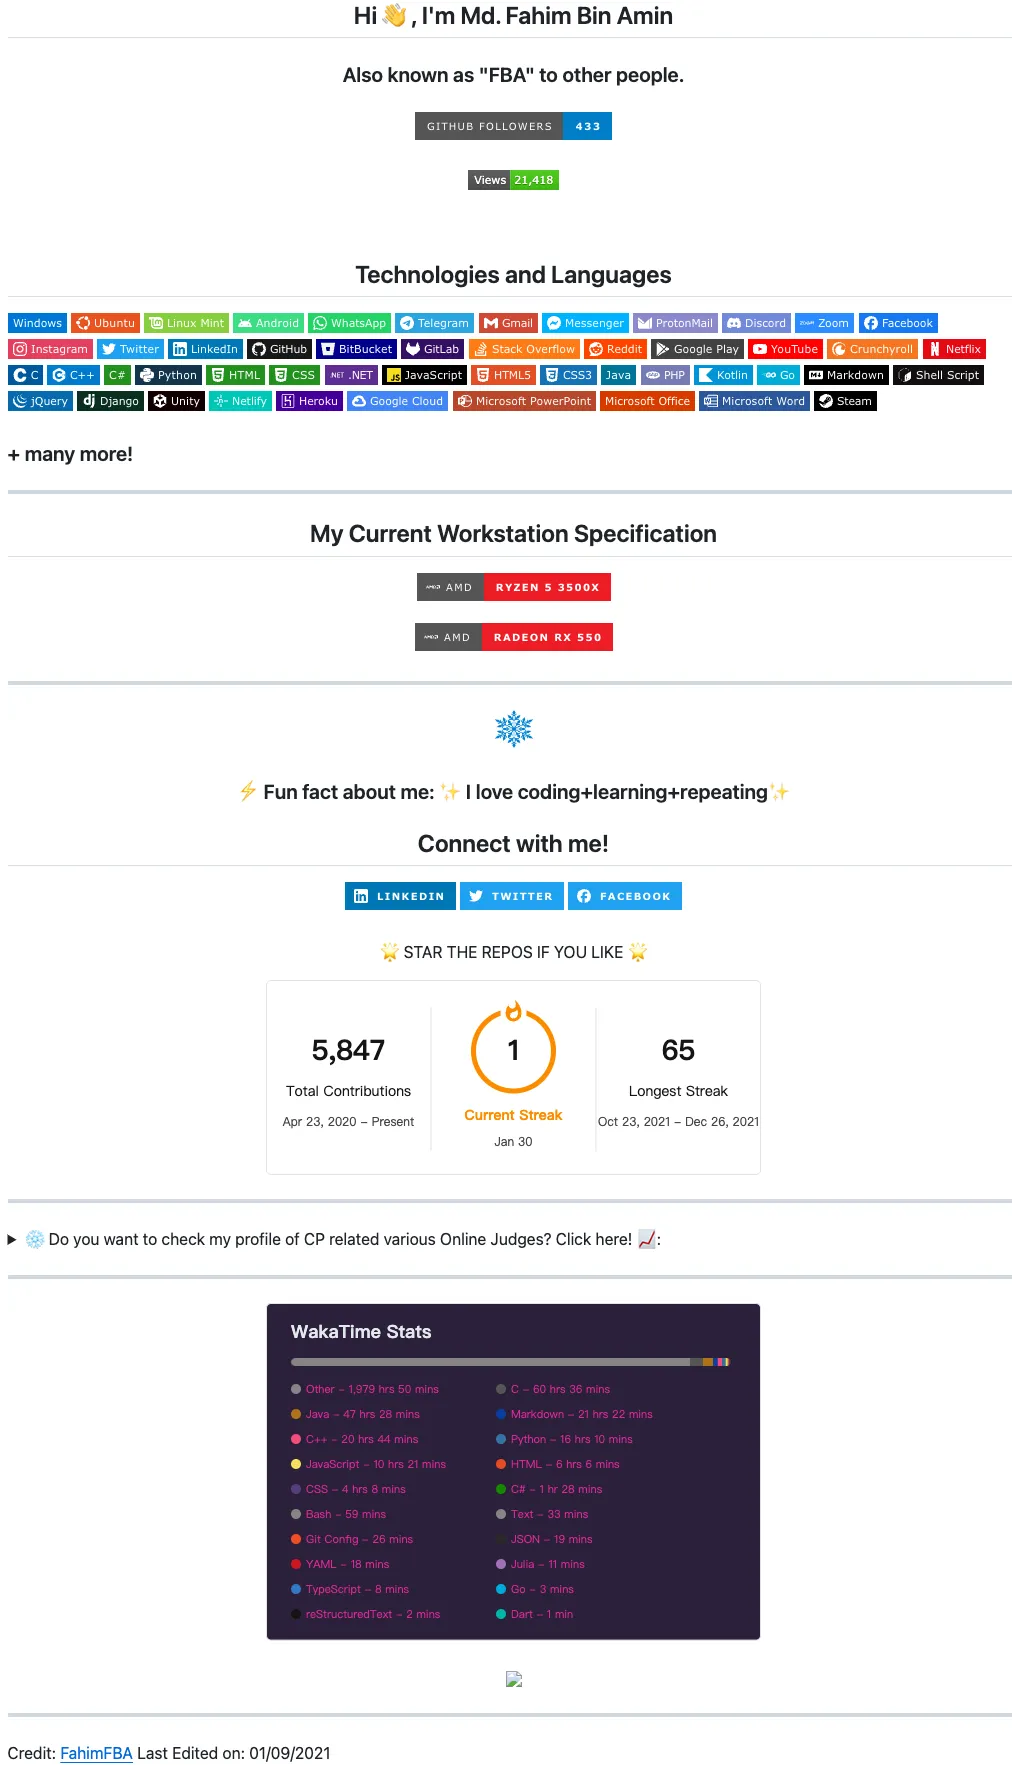 Hi 👋, I'm Md. Fahim Bin Amin
Also known as "FBA" to other people.
GITHUB FOLLOWERS 433
Views 21,418
Technologies and Languages
Windows Ubuntu Linux Mint Android WhatsApp Telegram Gmail Messenger ProtonMail Discord Zoom Facebook
Instagram Twitter LinkedIn GitHub BitBucket GitLab Stack Overflow Reddit Google Play YouTube Crunchyroll Netflix
C C++ C# Python HTML CSS .NET JavaScript HTML5 CSS3 Java PHP Kotlin Go Markdown Shell Script
jQuery Django Unity Netlify Heroku Google Cloud Microsoft PowerPoint Microsoft Office Microsoft Word Steam
+ many more!
My Current Workstation Specification
AMD RYZEN 5 3500X
AMD RADEON RX 550
⚡ Fun fact about me: ✨ I love coding+learning+repeating✨
Connect with me!
LINKEDIN TWITTER FACEBOOK
🌟 STAR THE REPOS IF YOU LIKE 🌟
5,847 1 65
Total Contributions Longest Streak
Current Streak
Apr 23, 2020 – Present Oct 23, 2021 – Dec 26, 2021
Jan 30
▶ ❄️ Do you want to check my profile of CP related various Online Judges? Click here! 📈:
WakaTime Stats
Other – 1,979 hrs 50 mins C – 60 hrs 36 mins
Java – 47 hrs 28 mins Markdown – 21 hrs 22 mins
C++ – 20 hrs 44 mins Python – 16 hrs 10 mins
JavaScript – 10 hrs 21 mins HTML – 6 hrs 6 mins
CSS – 4 hrs 8 mins C# – 1 hr 28 mins
Bash – 59 mins Text – 33 mins
Git Config – 26 mins JSON – 19 mins
YAML – 18 mins Julia – 11 mins
TypeScript – 8 mins Go – 3 mins
reStructuredText – 2 mins Dart – 1 min
Credit: FahimFBA Last Edited on: 01/09/2021